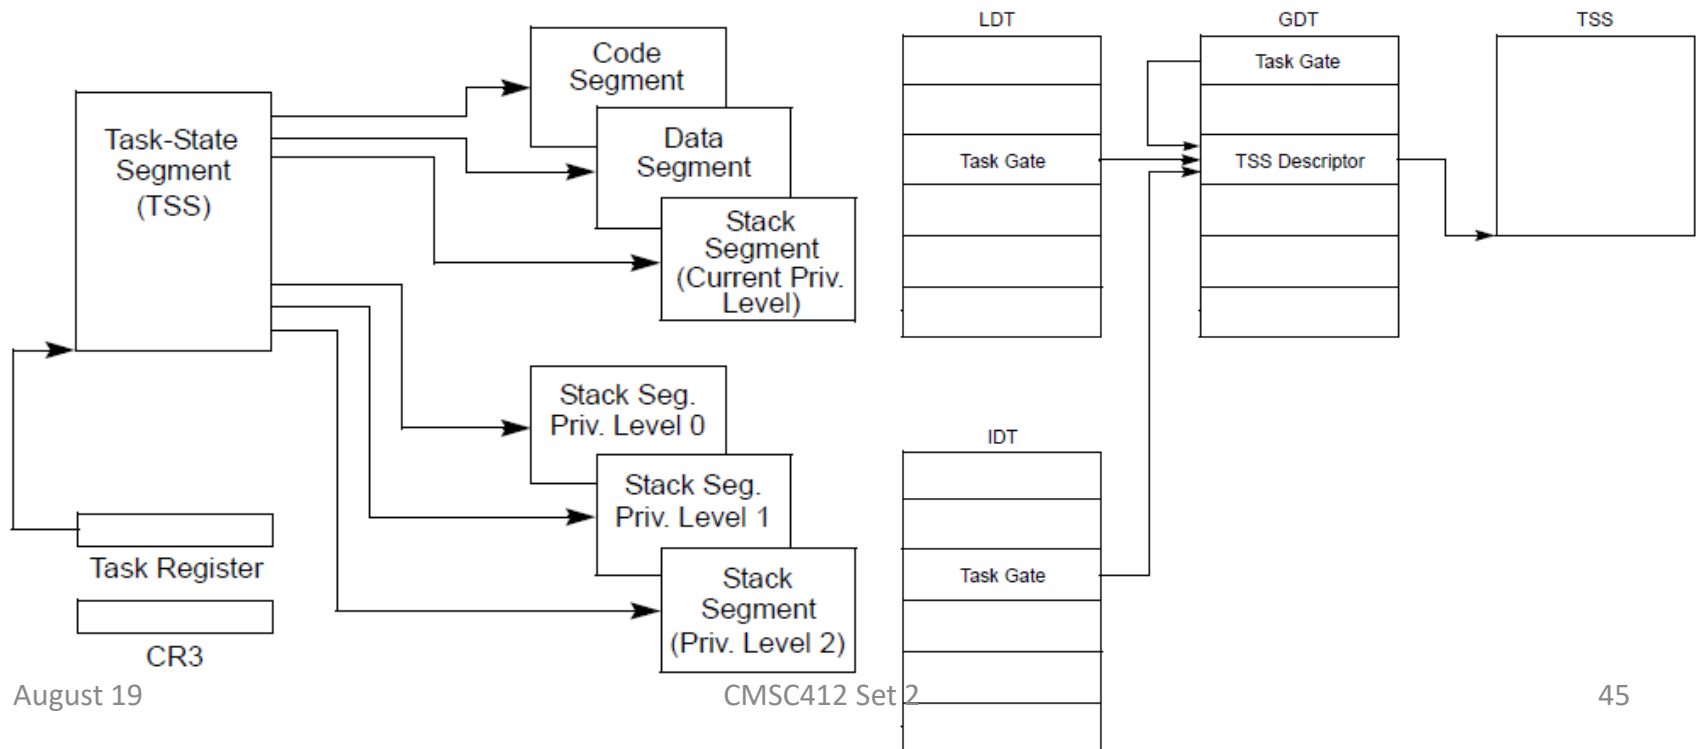 Code
Segment
Task-State
Segment
(TSS)
Data
Segment
Stack
Segment
(Current Priv.
Level)
Stack Seg.
Priv. Level 0
Stack Seg.
Priv. Level 1
Stack
Segment
(Priv. Level 2)
Task Register
CR3
LDT
Task Gate
GDT
Task Gate
TSS Descriptor
TSS
IDT
Task Gate
August 19
CMSC412 Set 2
45